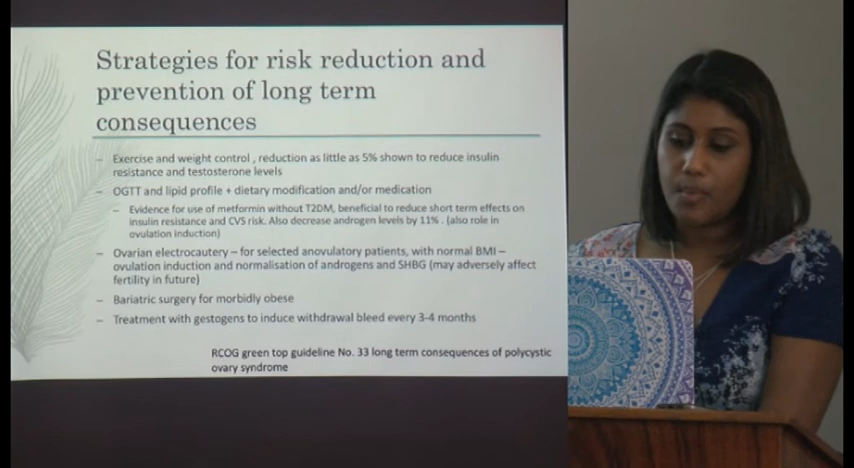 Strategies for risk reduction and
prevention of long term
consequences
– Exercise and weight control , reduction as little as 5% shown to reduce insulin
resistance and testosterone levels
– OGTT and lipid profile + dietary modification and/or medication
– Evidence for use of metformin without T2DM, beneficial to reduce short term effects on
insulin resistance and CVS risk. Also decrease androgen levels by 11% . (also role in
ovulation induction)
– Ovarian electrocautery – for selected anovulatory patients, with normal BMI –
ovulation induction and normalisation of androgens and SHBG (may adversely affect
fertility in future)
– Bariatric surgery for morbidly obese
– Treatment with gestogens to induce withdrawal bleed every 3-4 months
RCOG green top guideline No. 33 long term consequences of polycystic
ovary syndrome